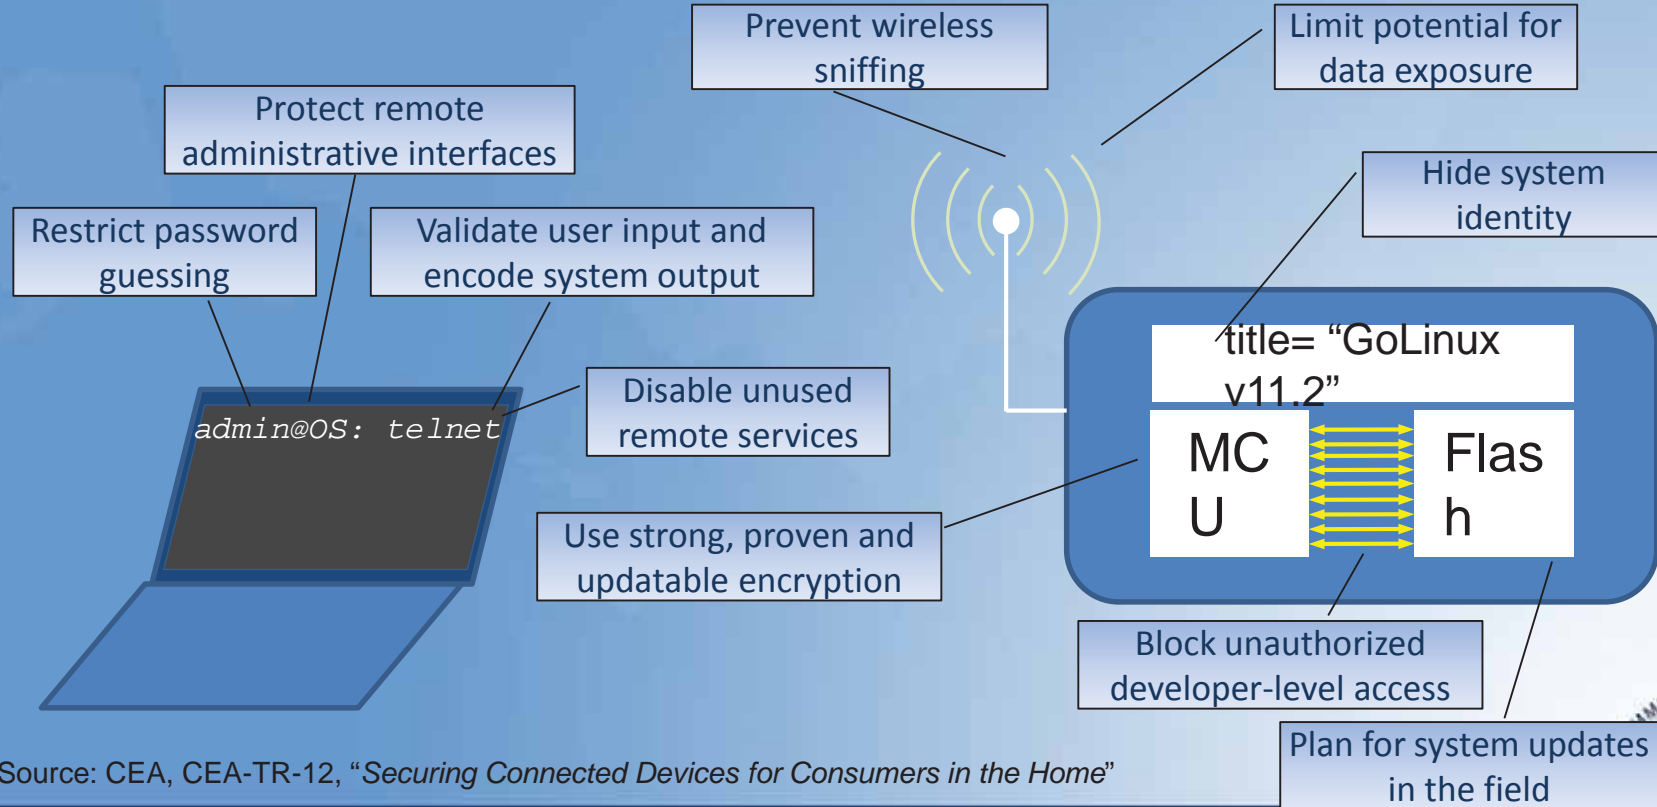 Prevent wireless
sniffing
Limit potential for
data exposure
Protect remote
administrative interfaces
Hide system
identity
Restrict password
guessing
Validate user input and
encode system output
title= “GoLinux
v11.2”
Disable unused
remote services
admin@OS: telnet
MC
U
Flas
h
Use strong, proven and
updatable encryption
Block unauthorized
developer-level access
Plan for system updates
in the field
Source: CEA, CEA-TR-12, “Securing Connected Devices for Consumers in the Home”